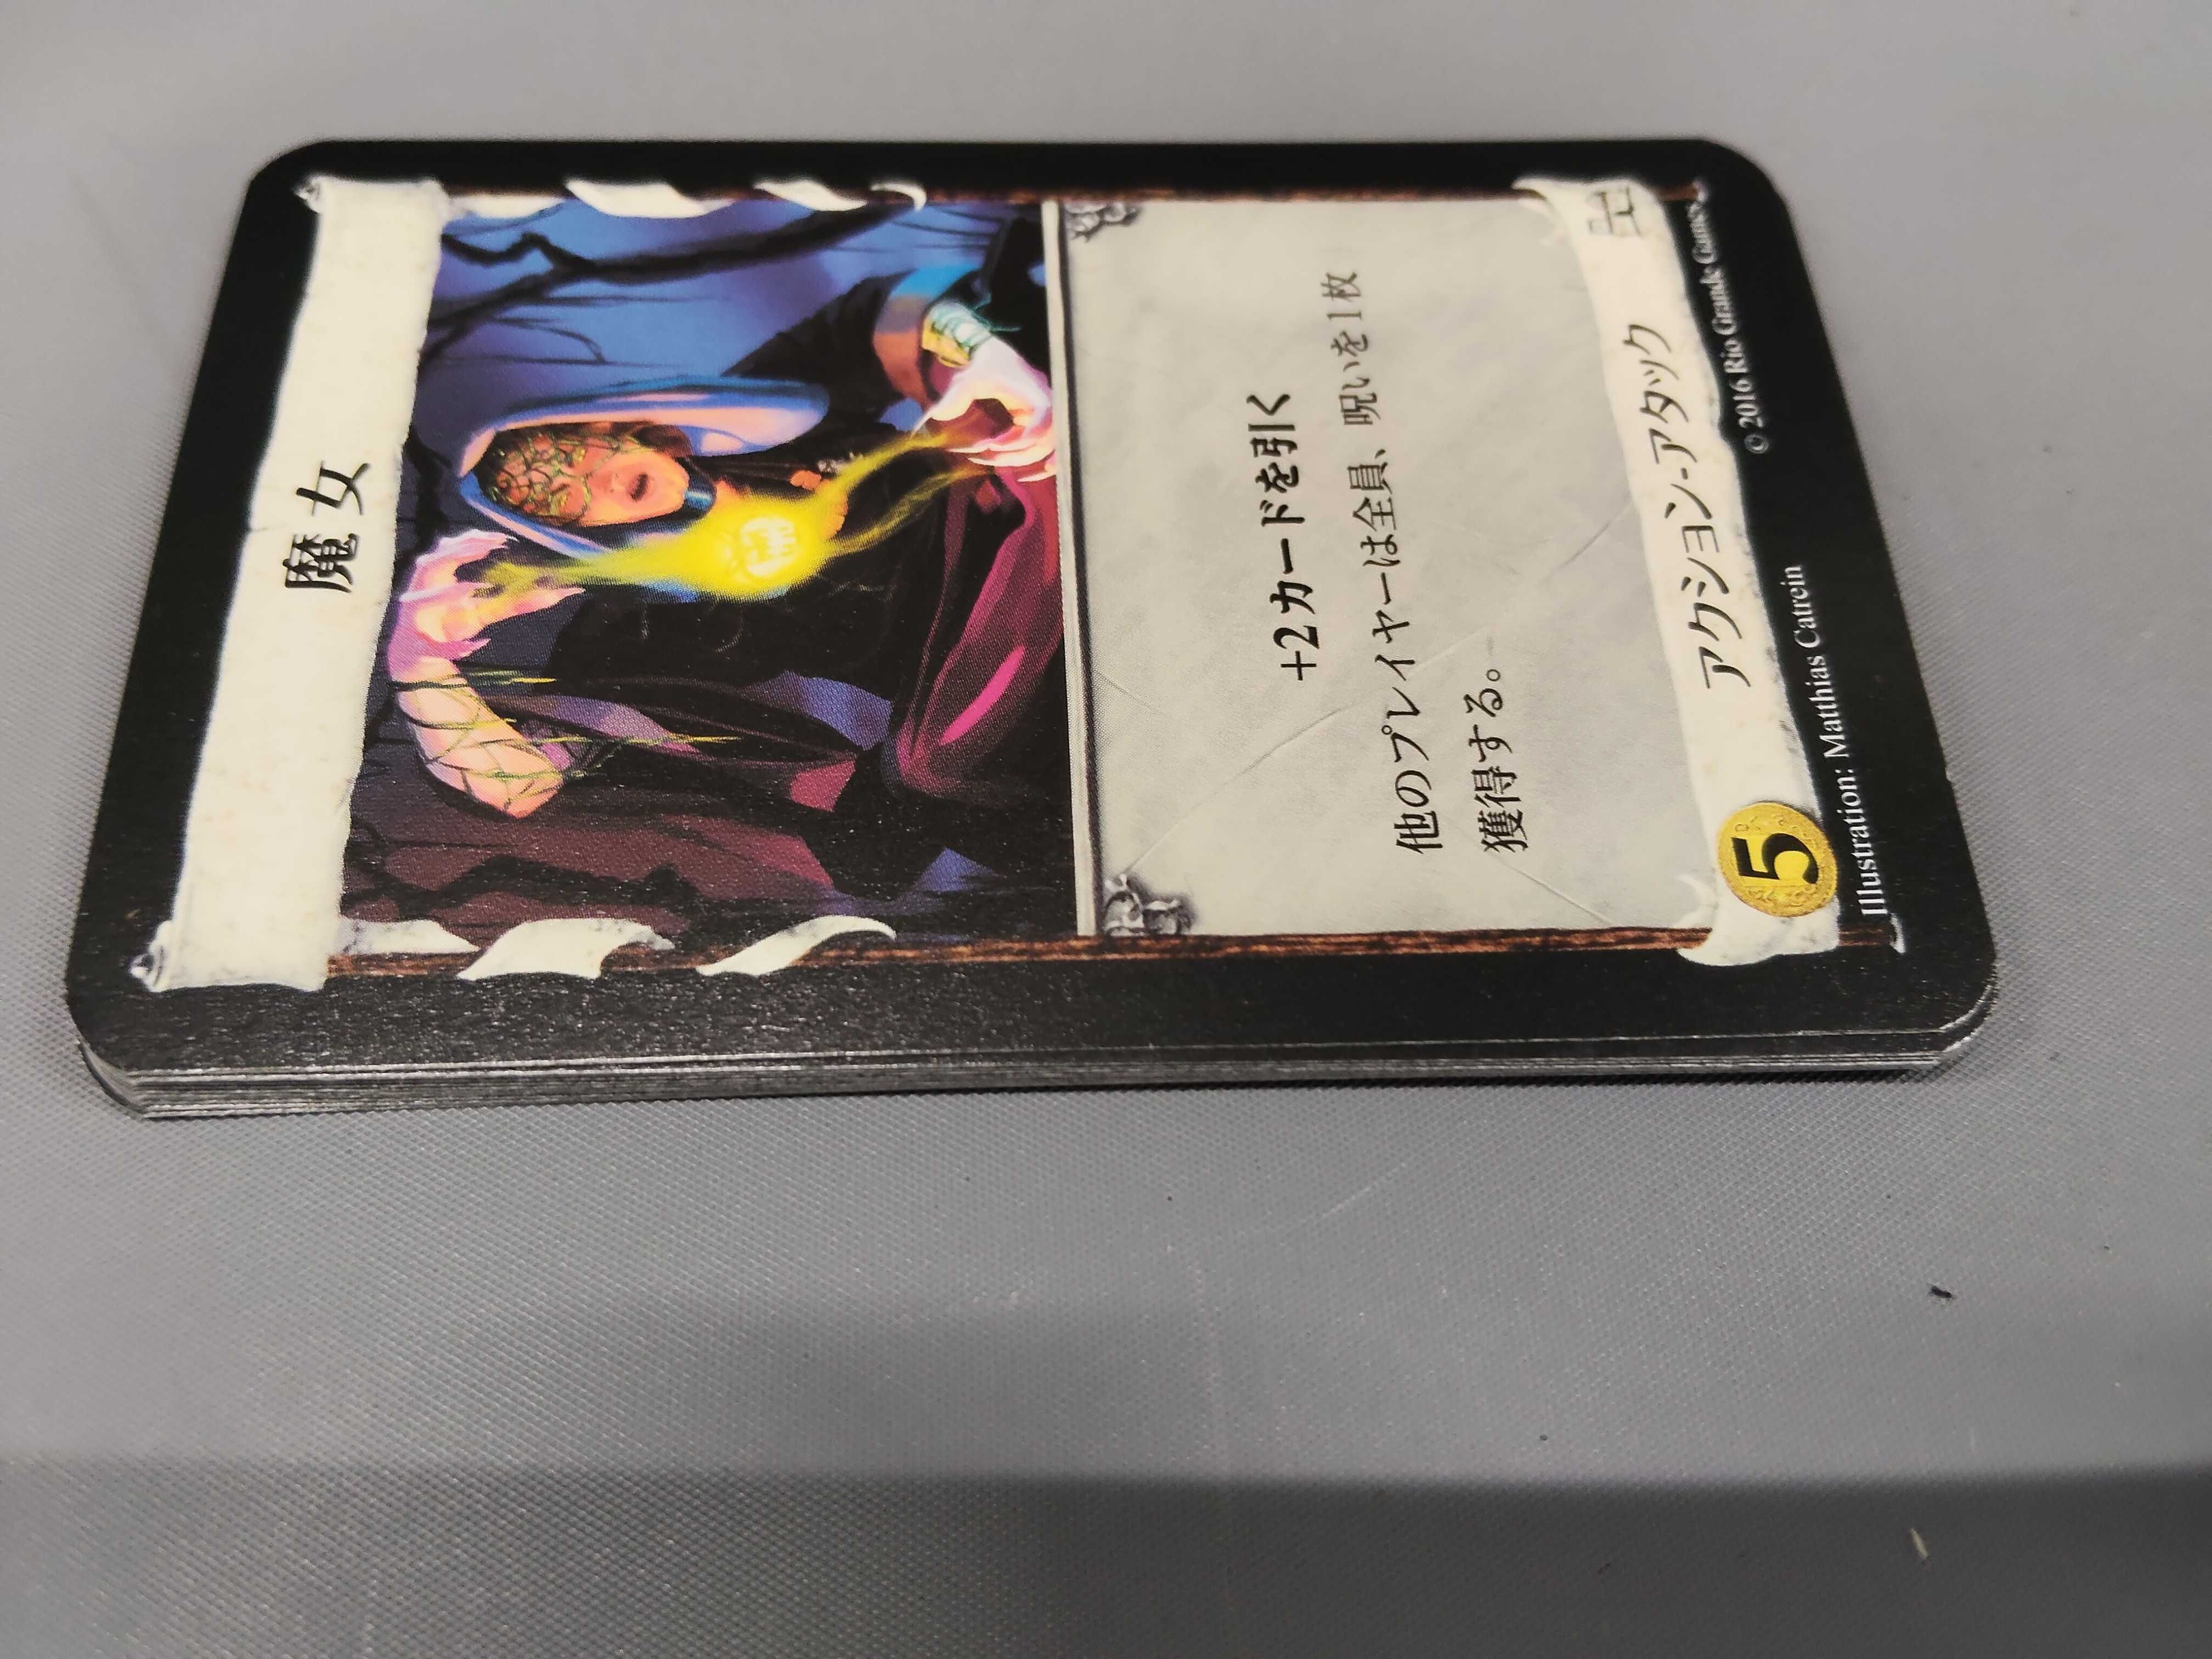 魔女
+2 カードを引く
他のプレイヤーは全員、呪いを1枚
獲得する。
5
アクション-アタック
Illustration: Matthias Catrein
© 2016 Rio Grande Games